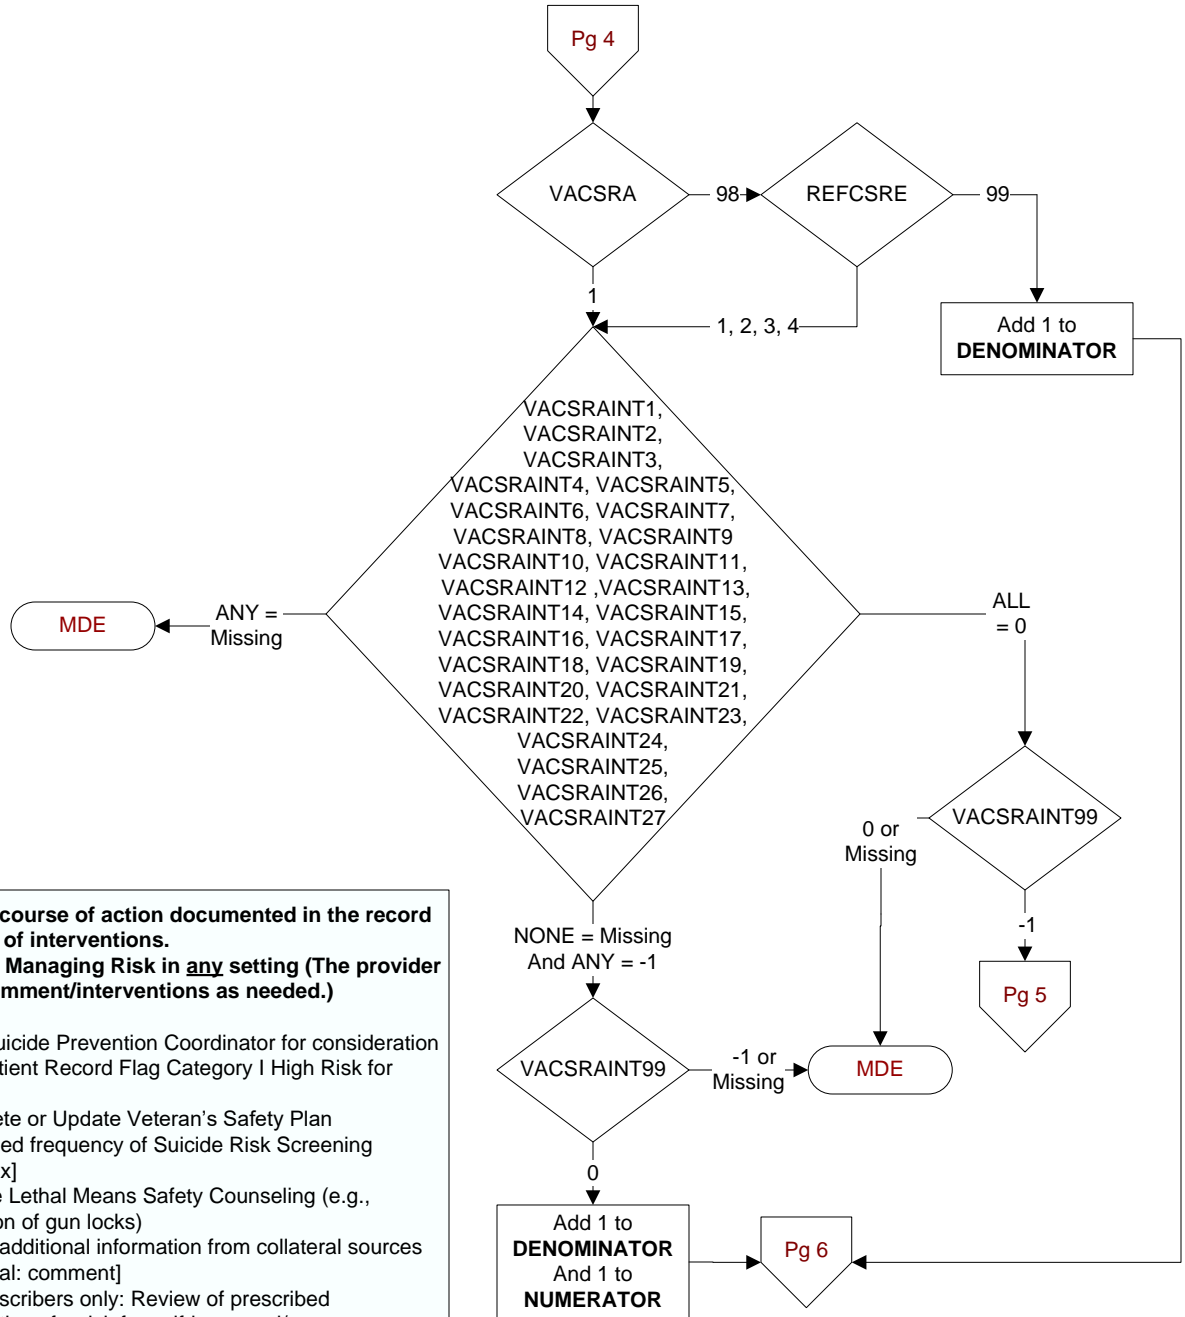 Pg 4
VACSRA
98
REFCSRE
99
1
1, 2, 3, 4
Add 1 to
DENOMINATOR
VACSRAINT1,
VACSRAINT2,
VACSRAINT3,
VACSRAINT4, VACSRAINT5,
VACSRAINT6, VACSRAINT7,
VACSRAINT8, VACSRAINT9
VACSRAINT10, VACSRAINT11,
VACSRAINT12 ,VACSRAINT13,
VACSRAINT14, VACSRAINT15,
VACSRAINT16, VACSRAINT17,
VACSRAINT18, VACSRAINT19,
VACSRAINT20, VACSRAINT21,
VACSRAINT22, VACSRAINT23,
VACSRAINT24,
VACSRAINT25,
VACSRAINT26,
VACSRAINT27
MDE
ANY =
Missing
ALL
= 0
VACSRAINT99
0 or
Missing
-1
Pg 5
NONE = Missing
And ANY = -1
VACSRAINT99
-1 or
Missing
MDE
0
Add 1 to
DENOMINATOR
And 1 to
NUMERATOR
Pg 6
course of action documented in the record
of interventions.
Managing Risk in any setting (The provider
mment/interventions as needed.)
uicide Prevention Coordinator for consideration
tient Record Flag Category I High Risk for
ete or Update Veteran's Safety Plan
ed frequency of Suicide Risk Screening
x]
e Lethal Means Safety Counseling (e.g.,
on of gun locks)
additional information from collateral sources
al: comment]
scribers only: Review of prescribed